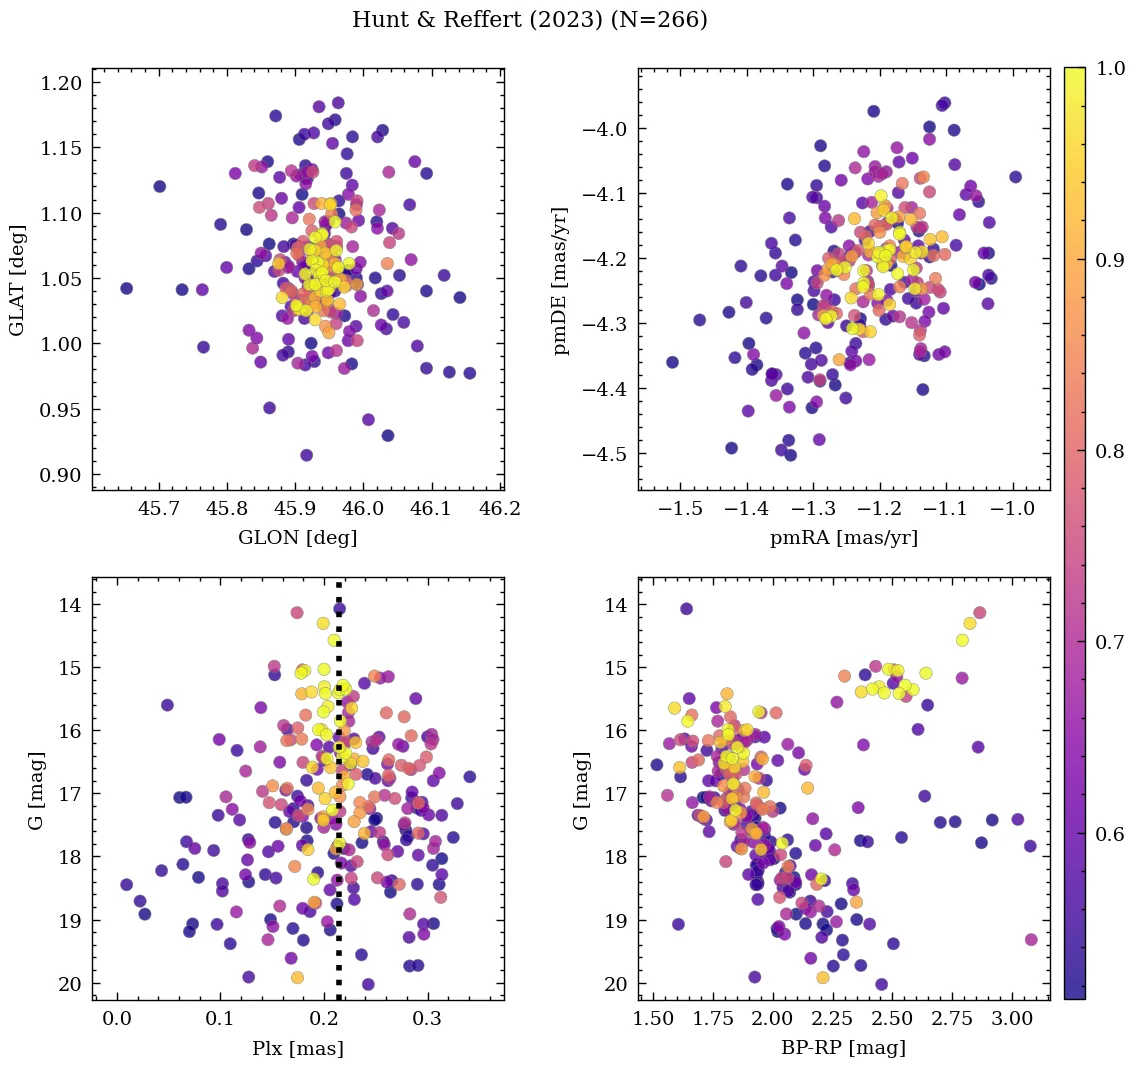 Hunt & Reffert (2023) (N=266)
1.20
1.15
1.10
1.05
1.00
0.95
0.90
GLAT [deg]
45.7 45.8 45.9 46.0 46.1 46.2
GLON [deg]
−4.0
−4.1
−4.2
−4.3
−4.4
−4.5
pmDE [mas/yr]
−1.5 −1.4 −1.3 −1.2 −1.1 −1.0
pmRA [mas/yr]
1.0
0.9
0.8
0.7
0.6
14
15
16
17
18
19
20
G [mag]
0.0 0.1 0.2 0.3
Plx [mas]
14
15
16
17
18
19
20
G [mag]
1.50 1.75 2.00 2.25 2.50 2.75 3.00
BP-RP [mag]